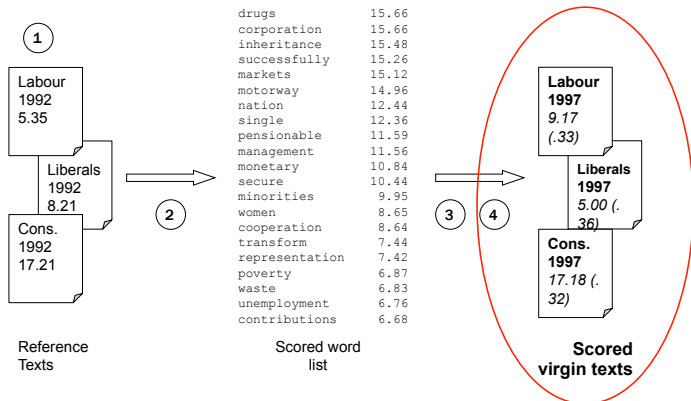 1
Labour
1992
5.35
Liberals
1992
8.21
Cons.
1992
17.21
Reference
Texts
2
drugs 15.66
corporation 15.66
inheritance 15.48
successfully 15.26
markets 15.12
motorway 14.96
nation 12.44
single 12.36
pensionable 11.59
management 11.56
monetary 10.84
secure 10.44
minorities 9.95
women 8.65
cooperation 8.64
transform 7.44
representation 7.42
poverty 6.87
waste 6.83
unemployment 6.76
contributions 6.68
Scored word
list
3 4
Labour
1997
9.17
(.33)
Liberals
1997
5.00 (.
36)
Cons.
1997
17.18 (.
32)
Scored
virgin texts